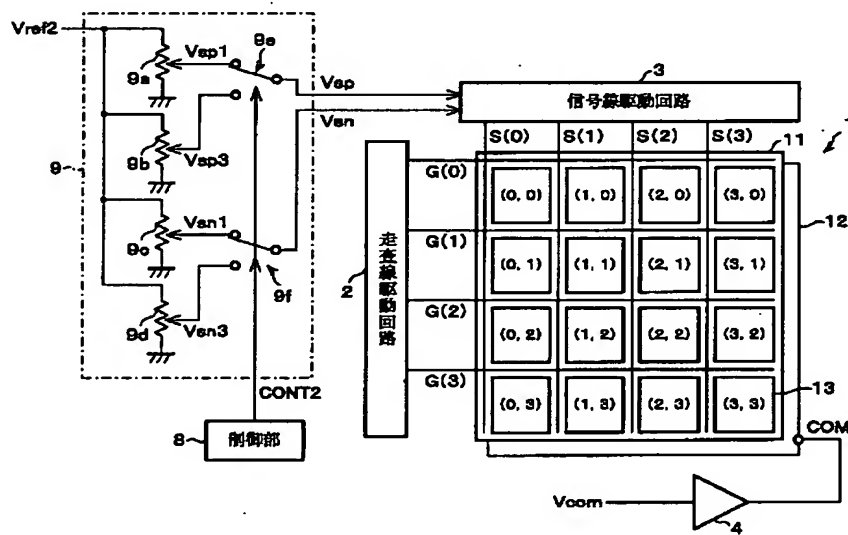 Vref2
9a
Vsp1
9e
Vsp
Vsn
3
信号線駆動回路
9b
Vsp3
9
S(0) S(1) S(2) S(3)
11
1
G(0)
(0, 0) (1, 0) (2, 0) (3, 0)
12
9c
Vsn1
9f
2
走査線駆動回路
G(1)
(0, 1) (1, 1) (2, 1) (3, 1)
9d
Vsn3
G(2)
(0, 2) (1, 2) (2, 2) (3, 2)
CONT2
G(3)
(0, 3) (1, 3) (2, 3) (3, 3)
13
8
制御部
COM
Vcom
4